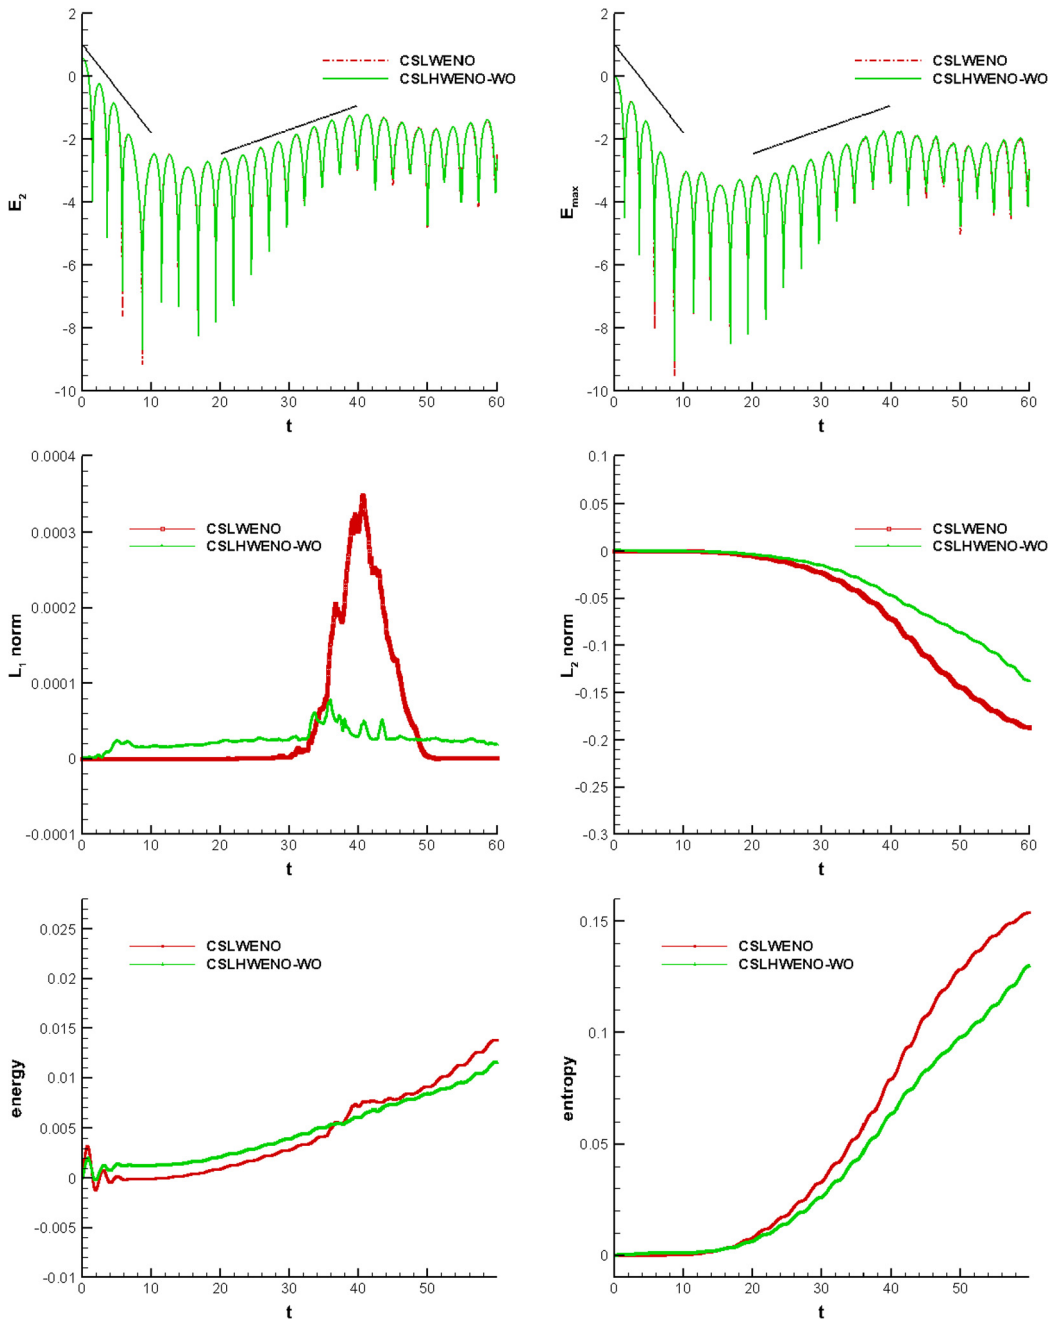 2
0
-2
-4
-6
-8
-10
E2
CSLWENO
CSLHWENO-WO
0 10 20 30 40 50 60
t
2
0
-2
-4
-6
-8
-10
Emax
CSLWENO
CSLHWENO-WO
0 10 20 30 40 50 60
t
0.0004
0.0003
0.0002
0.0001
0
-0.0001
L1 norm
CSLWENO
CSLHWENO-WO
0 10 20 30 40 50 60
t
0.1
0.05
0
-0.05
-0.1
-0.15
-0.2
-0.25
-0.3
L2 norm
CSLWENO
CSLHWENO-WO
0 10 20 30 40 50 60
t
0.025
0.02
0.015
0.01
0.005
0
-0.005
-0.01
energy
CSLWENO
CSLHWENO-WO
0 10 20 30 40 50 60
t
0.15
0.1
0.05
0
entropy
CSLWENO
CSLHWENO-WO
0 10 20 30 40 50 60
t